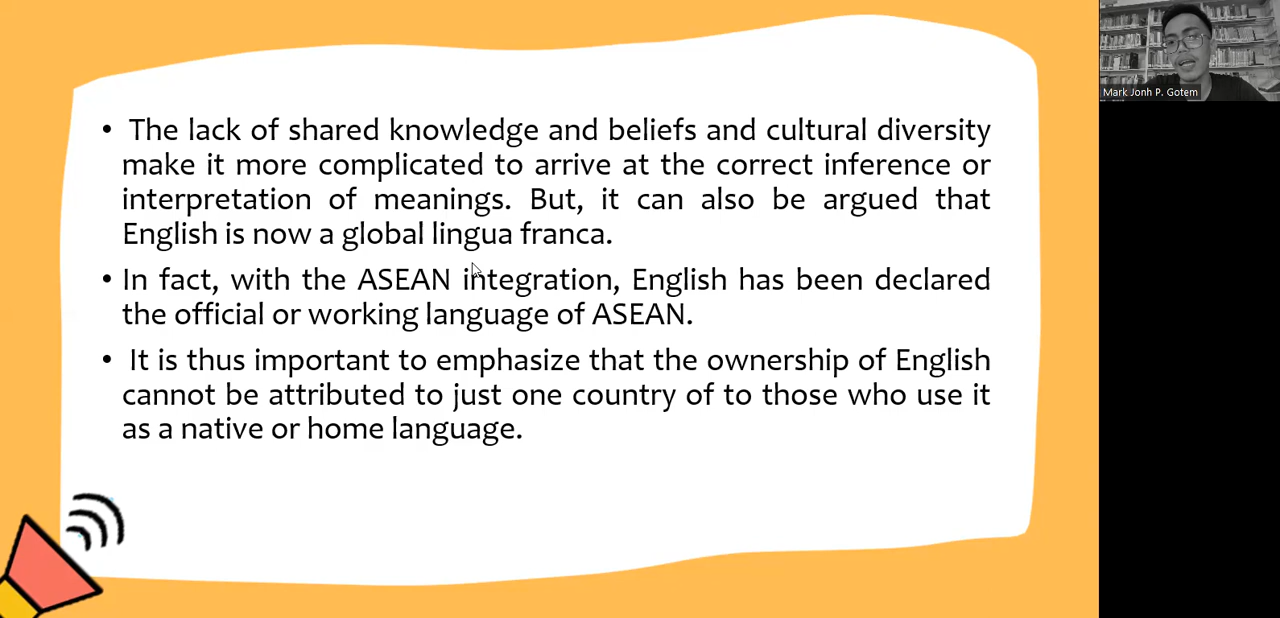 • The lack of shared knowledge and beliefs and cultural diversity
make it more complicated to arrive at the correct inference or
interpretation of meanings. But, it can also be argued that
English is now a global lingua franca.
• In fact, with the ASEAN integration, English has been declared
the official or working language of ASEAN.
• It is thus important to emphasize that the ownership of English
cannot be attributed to just one country of to those who use it
as a native or home language.
Mark Jonh P. Gotem